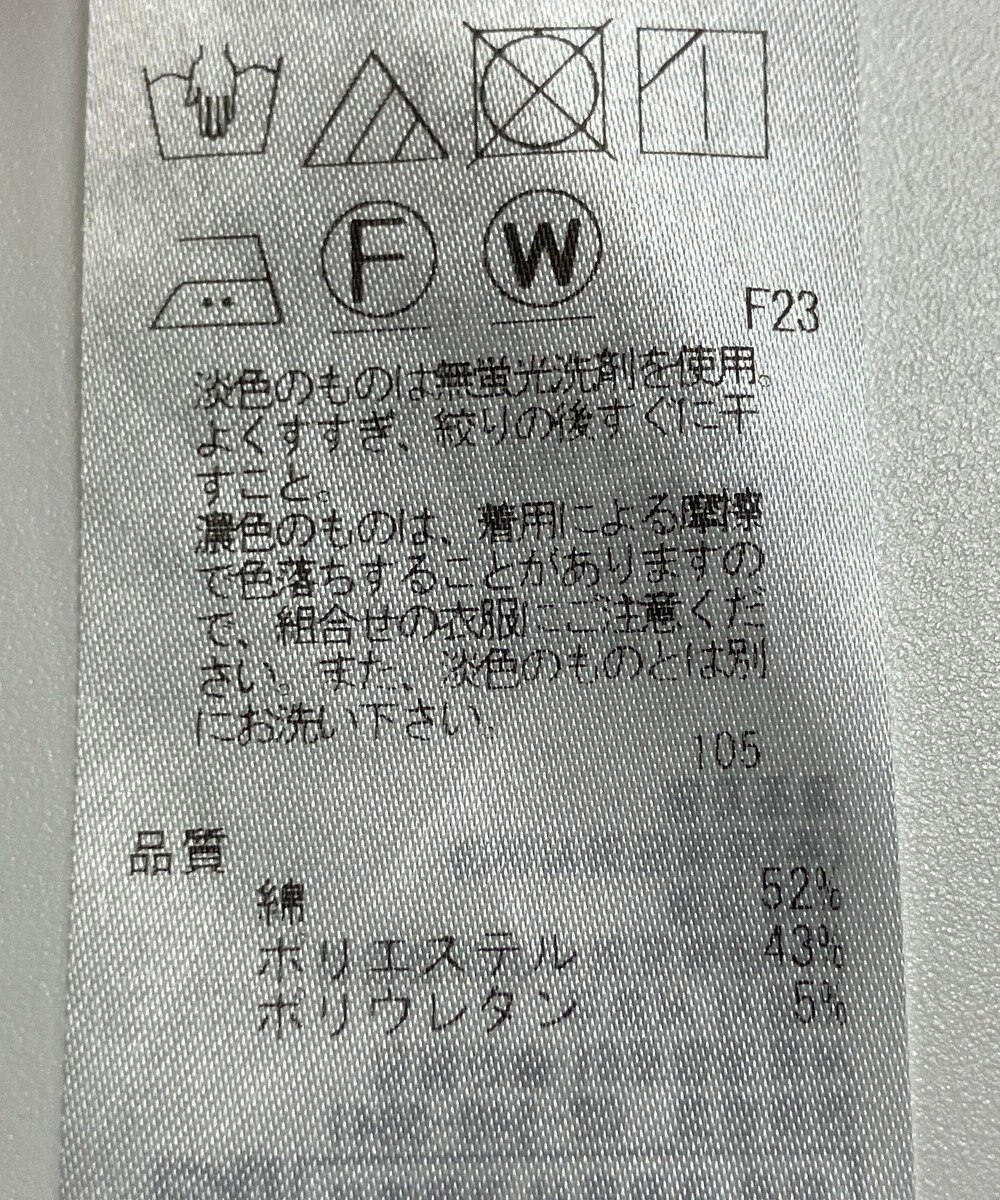 F
W
F23
淡色のものは無蛍光洗剤を使用。
よくすすぎ、絞りの後すぐに干
すこと。
濃色のものは、着用による摩擦
で色落ちすることがありますの
で、組合せの衣服にご注意くだ
さい。また、淡色のものとは別
にお洗い下さい。
105
品質
綿 52%
ポリエステル 43%
ポリウレタン 5%